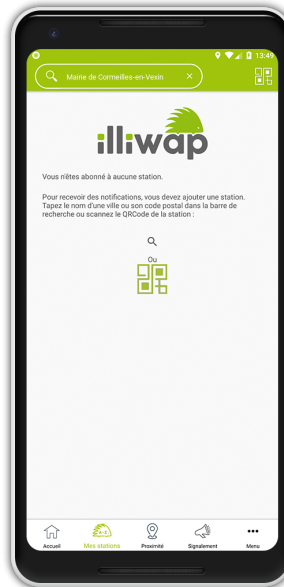 13:49
Mairie de Cormeilles-en-Vexin ×
illiwap
Vous n'êtes abonné à aucune station.
Pour recevoir des notifications, vous devez ajouter une station.
Tapez le nom d'une ville ou son code postal dans la barre de
recherche ou scannez le QRCode de la station :
Ou
A-Z
Accueil Mes stations Proximité Signalement Menu